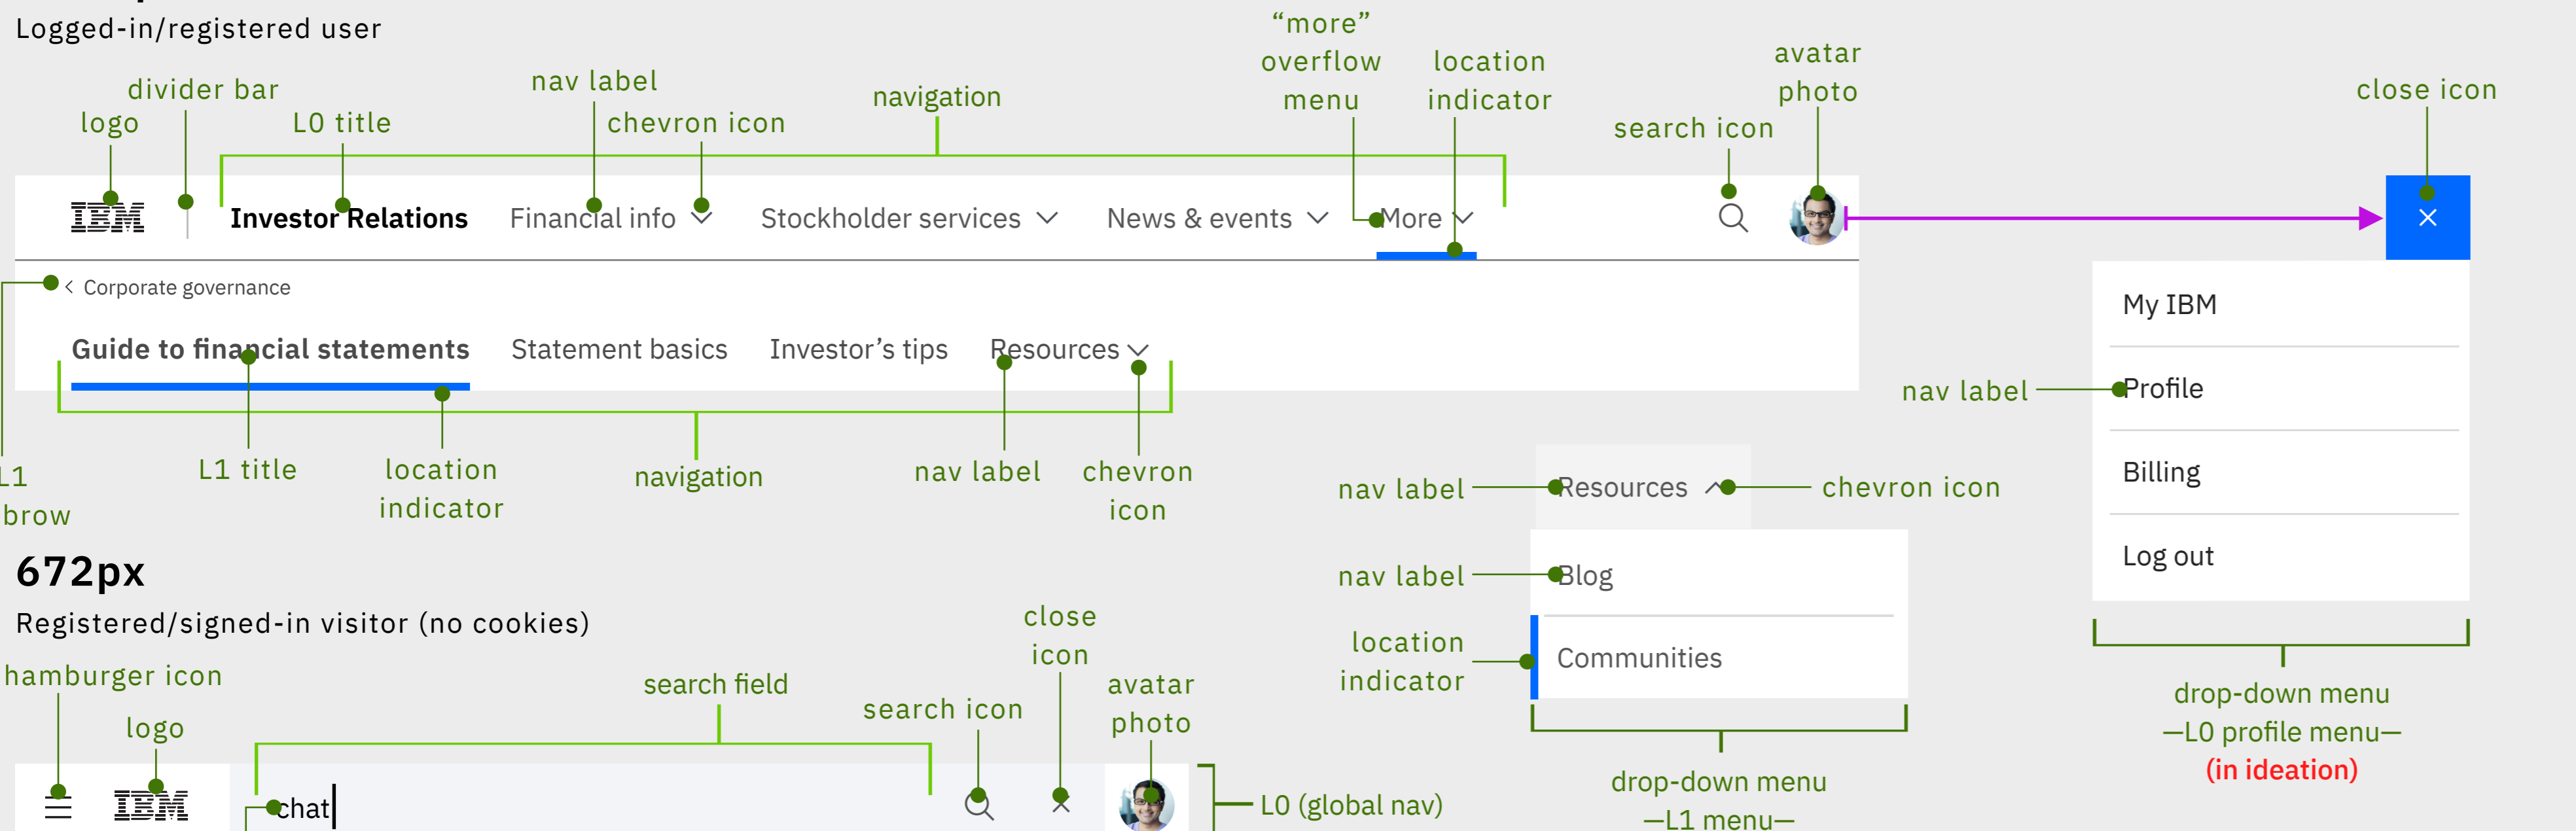 Logged-in/registered user
“more”
overflow
menu
location
indicator
avatar
photo
close icon
divider bar
nav label
navigation
logo
L0 title
chevron icon
search icon
IBM
Investor Relations
Financial info
Stockholder services
News & events
More
< Corporate governance
Guide to financial statements
Statement basics
Investor’s tips
Resources
L1
brow
L1 title
location
indicator
navigation
nav label
chevron
icon
My IBM
nav label
Profile
Billing
Log out
drop-down menu
—L0 profile menu—
(in ideation)
nav label
Resources
chevron icon
nav label
Blog
location
indicator
Communities
drop-down menu
—L1 menu—
672px
Registered/signed-in visitor (no cookies)
hamburger icon
logo
search field
search icon
close
icon
avatar
photo
IBM
chat
L0 (global nav)